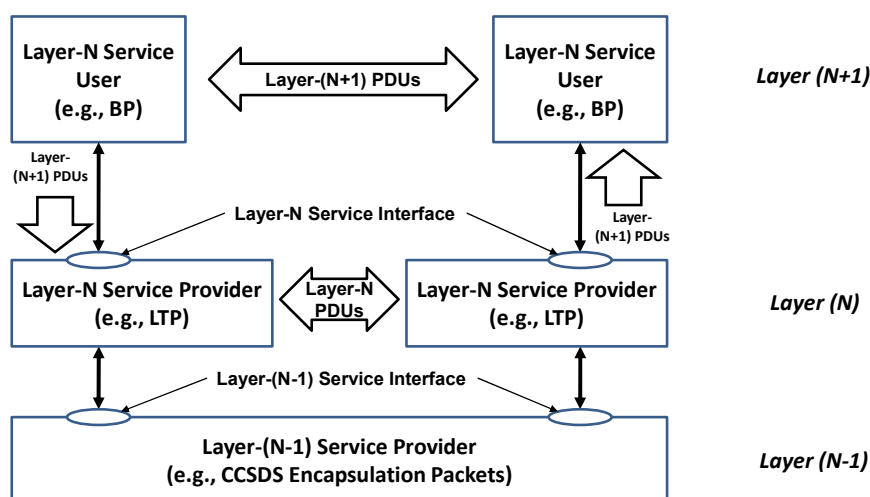 Layer-N Service
User
(e.g., BP)
Layer-(N+1) PDUs
Layer-N Service
User
(e.g., BP)
Layer (N+1)
Layer-
(N+1) PDUs
Layer-N Service Interface
Layer-
(N+1) PDUs
Layer-N Service Provider
(e.g., LTP)
Layer-N
PDUs
Layer-N Service Provider
(e.g., LTP)
Layer (N)
Layer-(N-1) Service Interface
Layer-(N-1) Service Provider
(e.g., CCSDS Encapsulation Packets)
Layer (N-1)